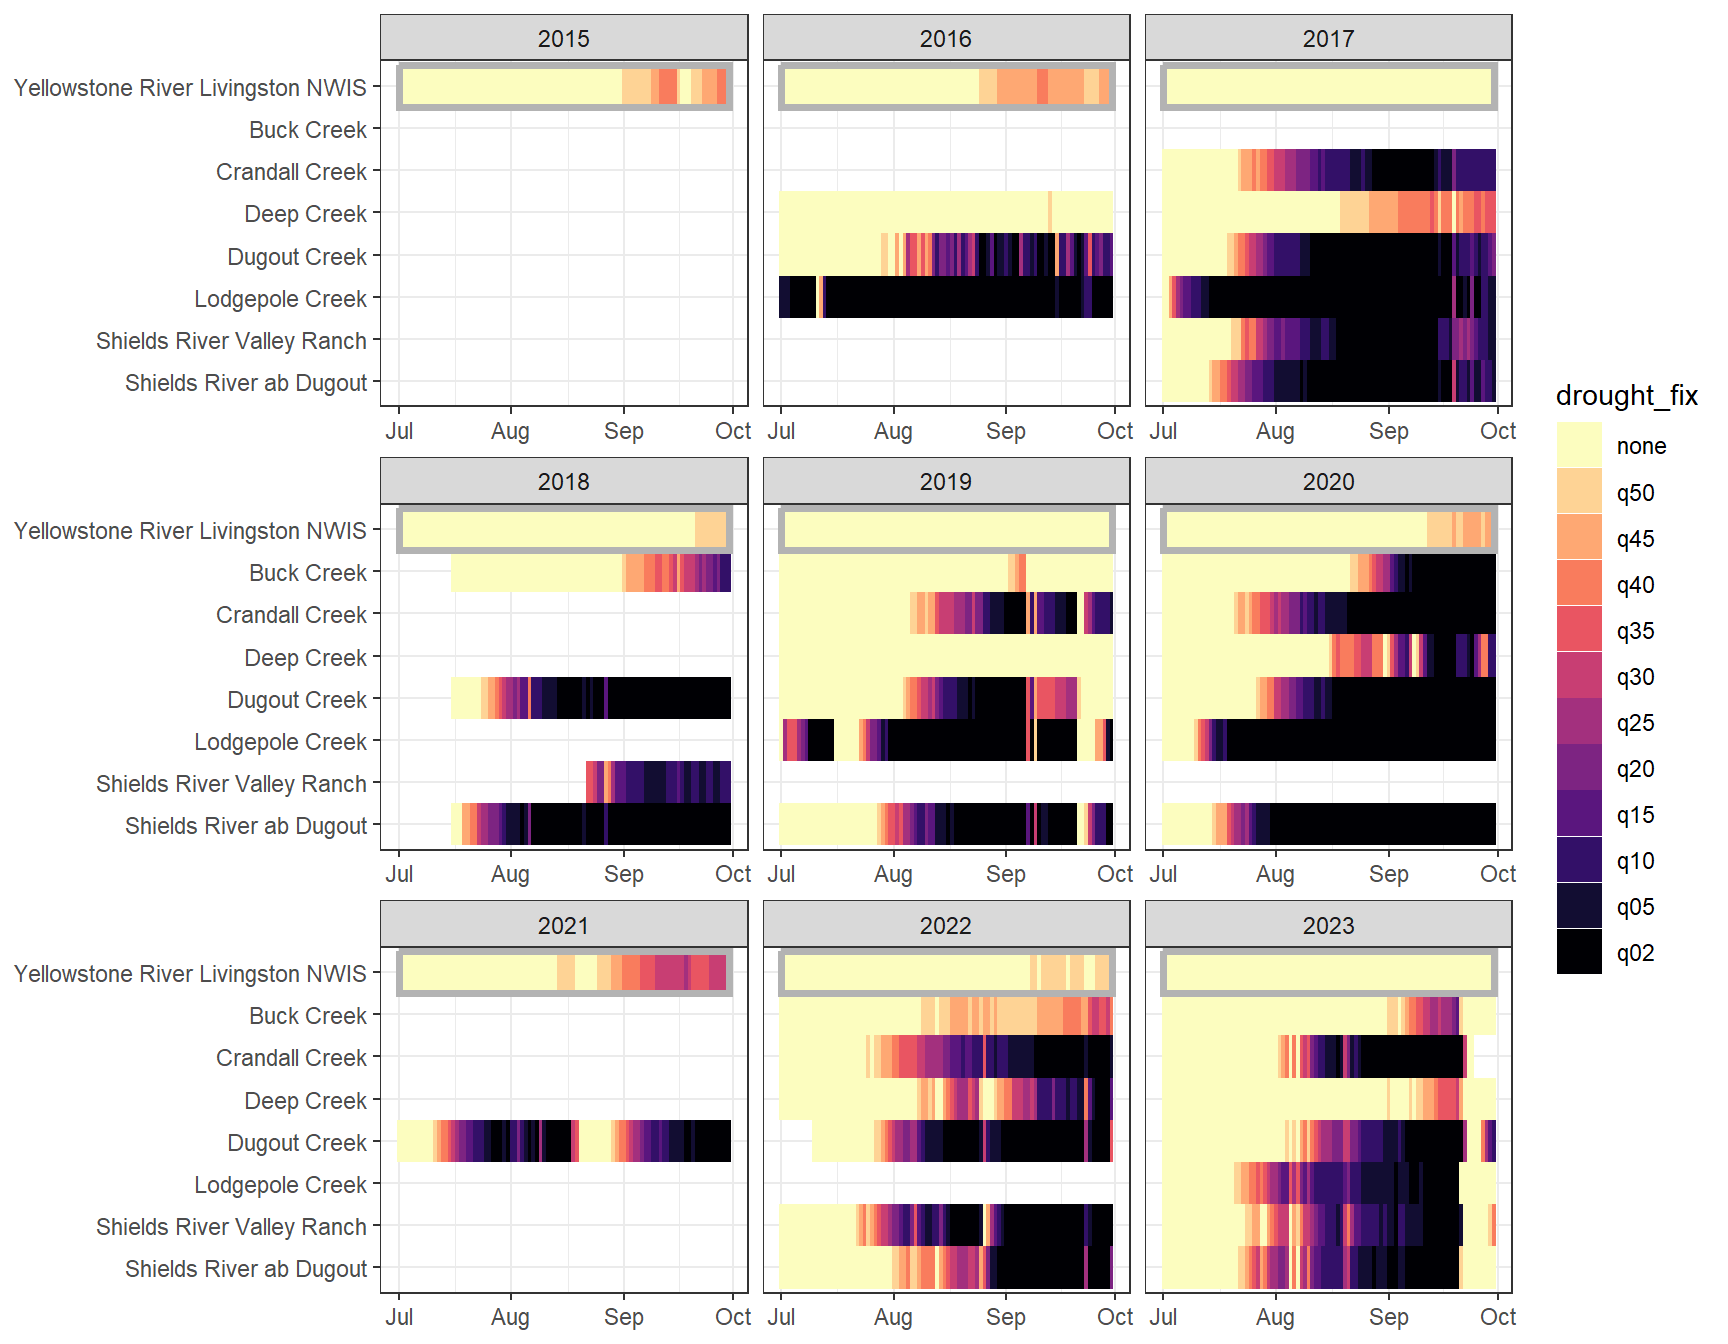 2015 2016 2017
Yellowstone River Livingston NWIS
Buck Creek
Crandall Creek
Deep Creek
Dugout Creek
Lodgepole Creek
Shields River Valley Ranch
Shields River ab Dugout
Jul Aug Sep Oct Jul Aug Sep Oct Jul Aug Sep Oct
2018 2019 2020
Yellowstone River Livingston NWIS
Buck Creek
Crandall Creek
Deep Creek
Dugout Creek
Lodgepole Creek
Shields River Valley Ranch
Shields River ab Dugout
Jul Aug Sep Oct Jul Aug Sep Oct Jul Aug Sep Oct
2021 2022 2023
Yellowstone River Livingston NWIS
Buck Creek
Crandall Creek
Deep Creek
Dugout Creek
Lodgepole Creek
Shields River Valley Ranch
Shields River ab Dugout
Jul Aug Sep Oct Jul Aug Sep Oct Jul Aug Sep Oct
drought_fix
none
q50
q45
q40
q35
q30
q25
q20
q15
q10
q05
q02